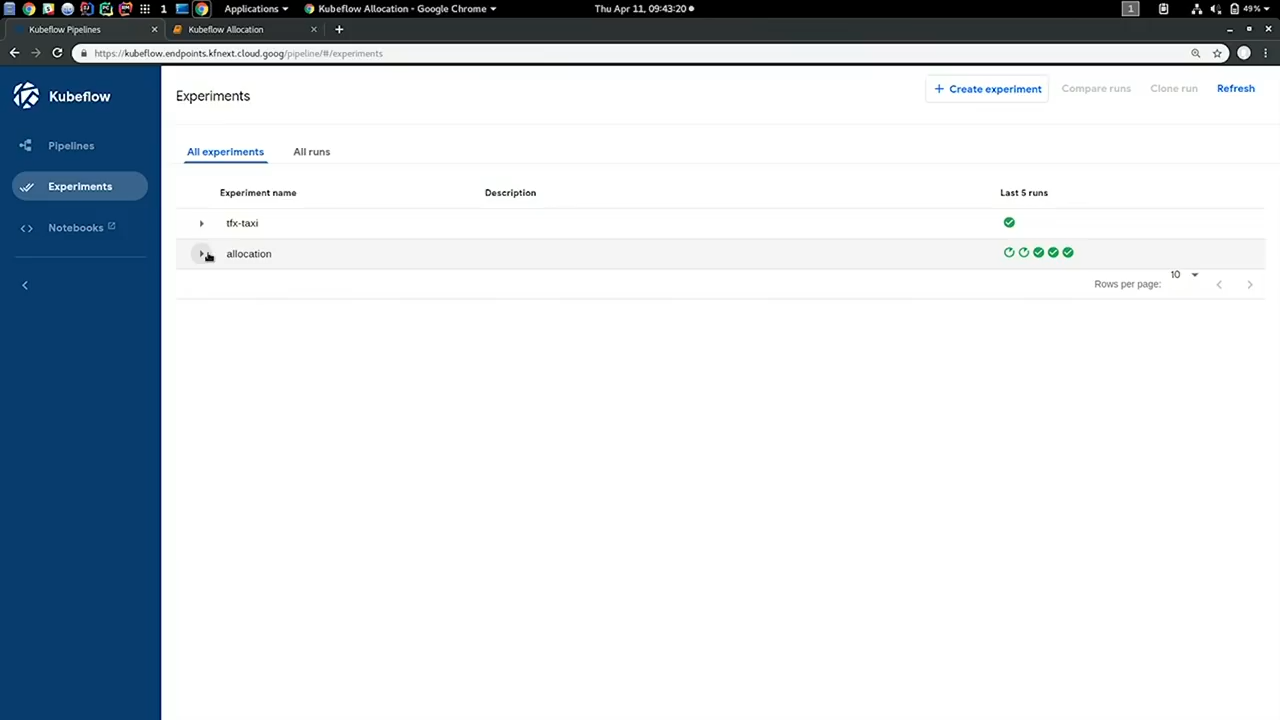 1 Applications Kubeflow Allocation - Google Chrome Thu Apr 11, 09:43:20 1 49%
Kubeflow Pipelines Kubeflow Allocation
https://kubeflow.endpoints.kfnext.cloud.goog/pipeline/#/experiments
Kubeflow
Experiments
+ Create experiment Compare runs Clone run Refresh
Pipelines
Experiments
Notebooks
All experiments All runs
Experiment name Description Last 5 runs
tfx-taxi
allocation
Rows per page: 10